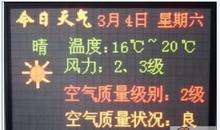 今日天气 3月4日 星期六
晴 温度:16℃~20℃
风力:2、3级
空气质量级别:2级
空气质量状况:良